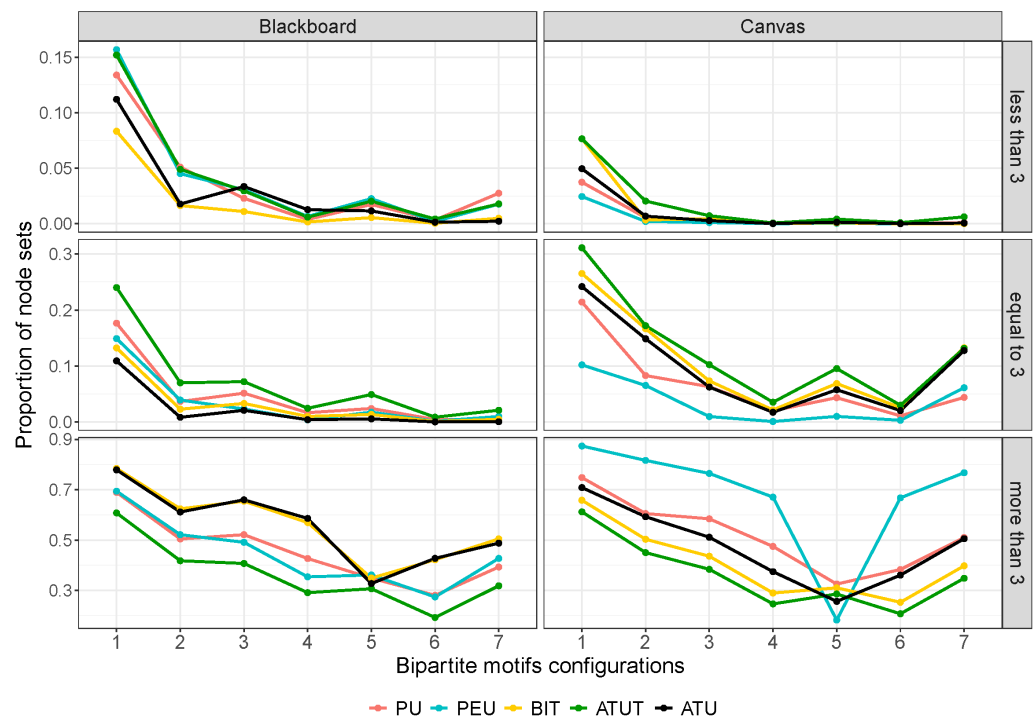 Blackboard
Canvas
0.15
0.10
0.05
0.00
less than 3
0.3
0.2
0.1
0.0
equal to 3
0.9
0.7
0.5
0.3
more than 3
Proportion of node sets
1 2 3 4 5 6 7
1 2 3 4 5 6 7
Bipartite motifs configurations
PU PEU BIT ATUT ATU